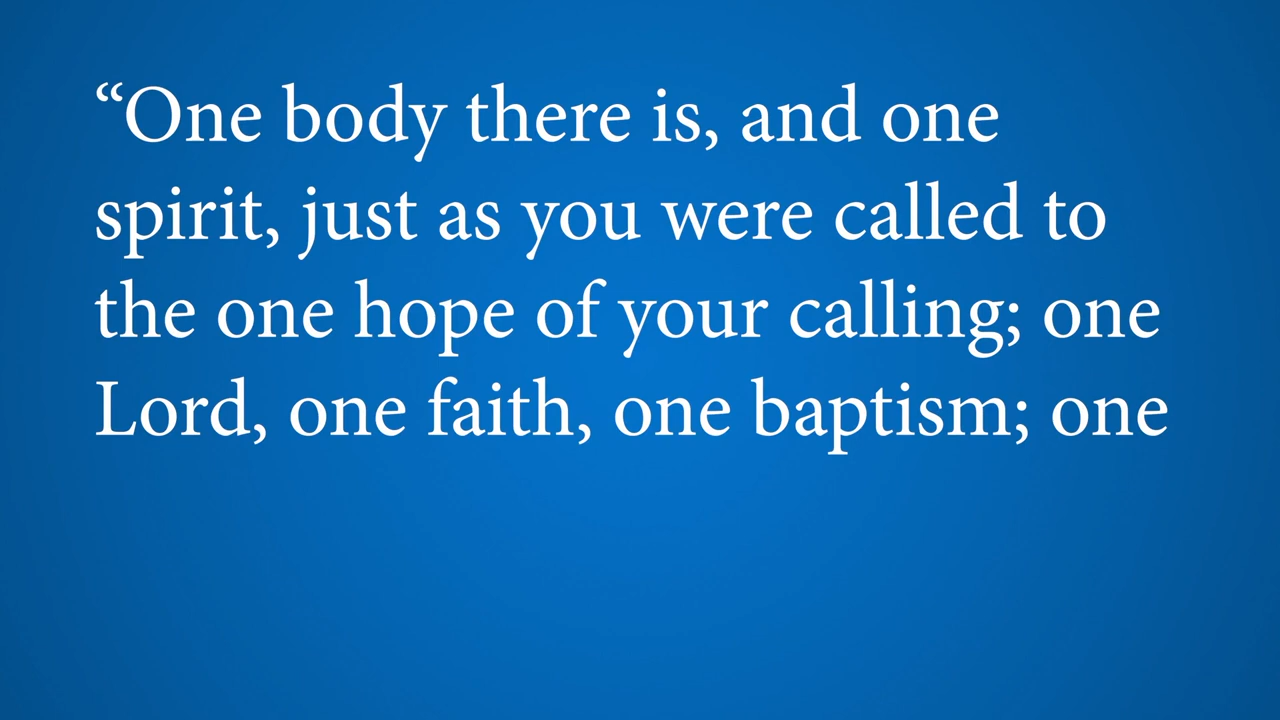 “One body there is, and one
spirit, just as you were called to
the one hope of your calling; one
Lord, one faith, one baptism; one